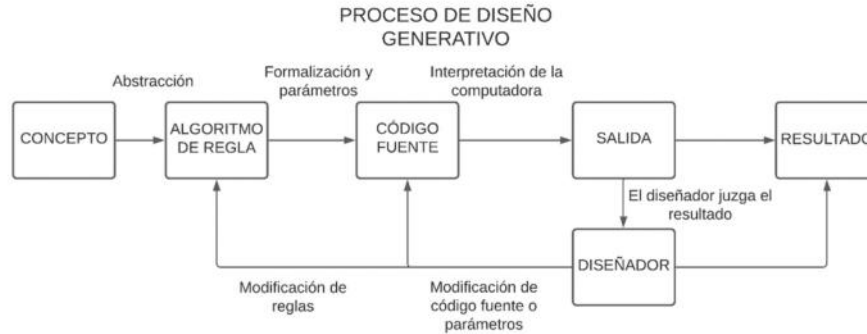 PROCESO DE DISEÑO
GENERATIVO
Abstracción
Formalización y
parámetros
Interpretación de la
computadora
CONCEPTO
ALGORITMO
DE REGLA
CÓDIGO
FUENTE
SALIDA
RESULTADO
El diseñador juzga el
resultado
DISEÑADOR
Modificación de
reglas
Modificación de
código fuente o
parámetros